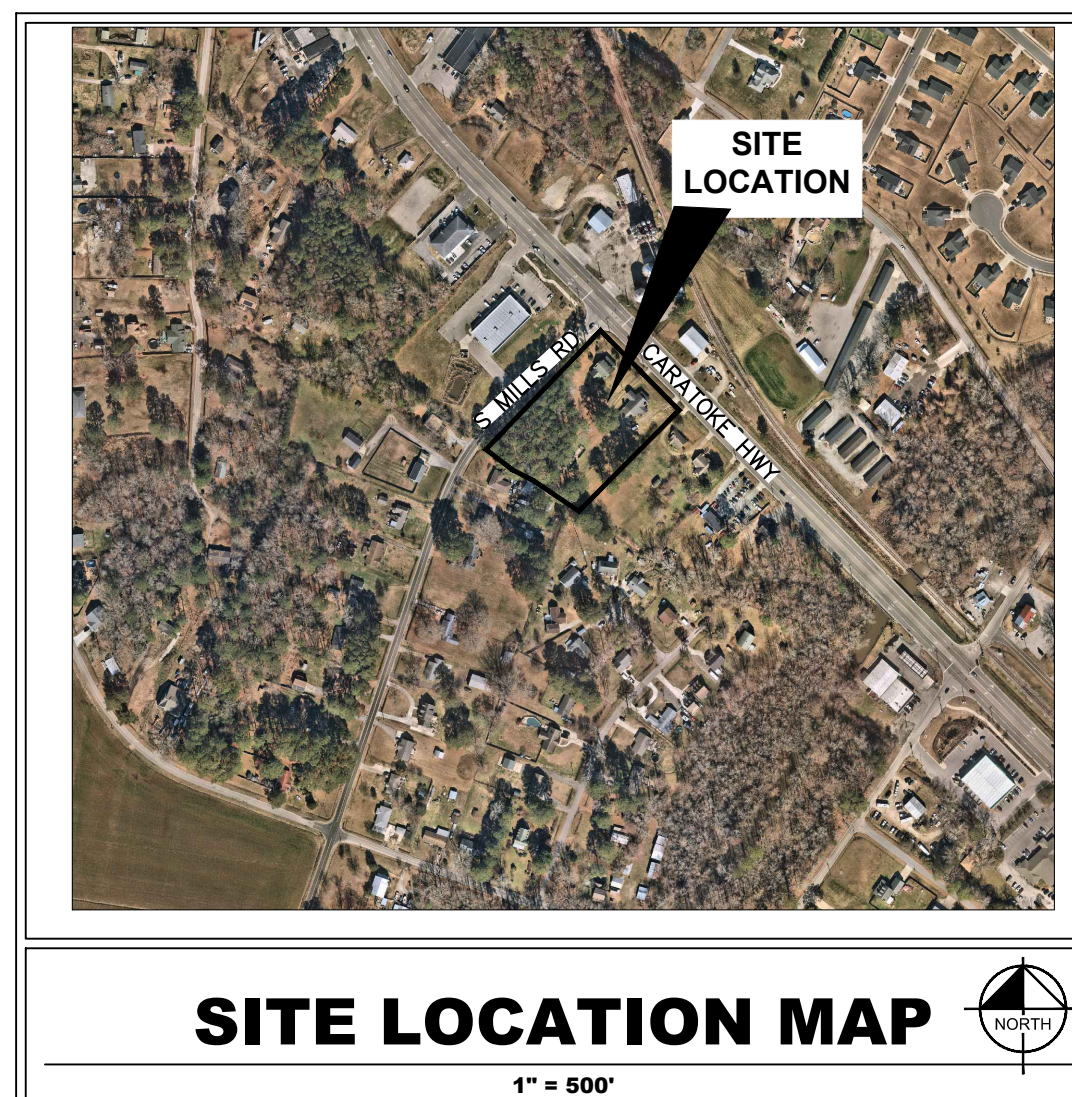 SITE
LOCATION
S MILLS RD
CARATOKE HWY
SITE LOCATION MAP
NORTH
1" = 500'